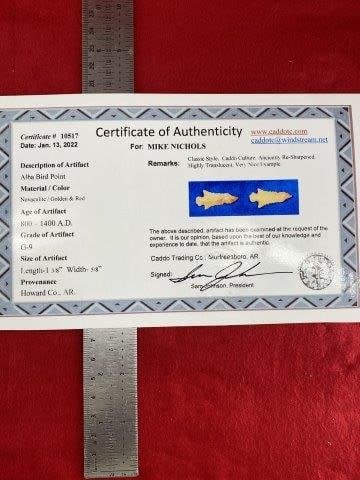 Certificate # 10517
Date: Jan. 13, 2022
Certificate of Authenticity
For: MIKE NICHOLS
www.caddotc.com
caddotc@windstream.net
Description of Artifact
Alba Bird Point
Material / Color
Novaculite / Golden & Red
Age of Artifact
800 - 1400 A.D.
Grade of Artifact
G-9
Size of Artifact
Length-1 3/8" Width- 5/8"
Provenance
Howard Co., AR.
Remarks: Classic Style, Caddo Culture, Anciently Re-Sharpened,
Highly Translucent, Very Nice Example.
The above described, artifact has been examined at the request of the
owner. It is our opinion, based upon the best of our knowledge and
experience to date, that the artifact is authentic.
Caddo Trading Co., Murfreesboro, AR.
Signed: Sam Johnson
Sam Johnson, President